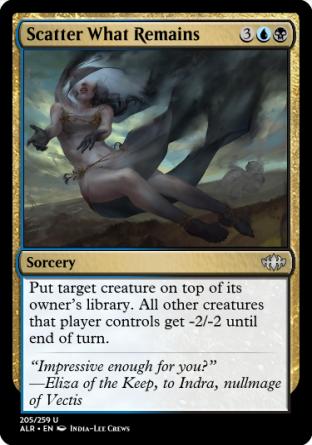 Scatter What Remains 3
Sorcery
Put target creature on top of its
owner's library. All other creatures
that player controls get -2/-2 until
end of turn.
“Impressive enough for you?”
—Eliza of the Keep, to Indra, nullmage
of Vectis
205/259 U
ALR • EN India-Lee Crews